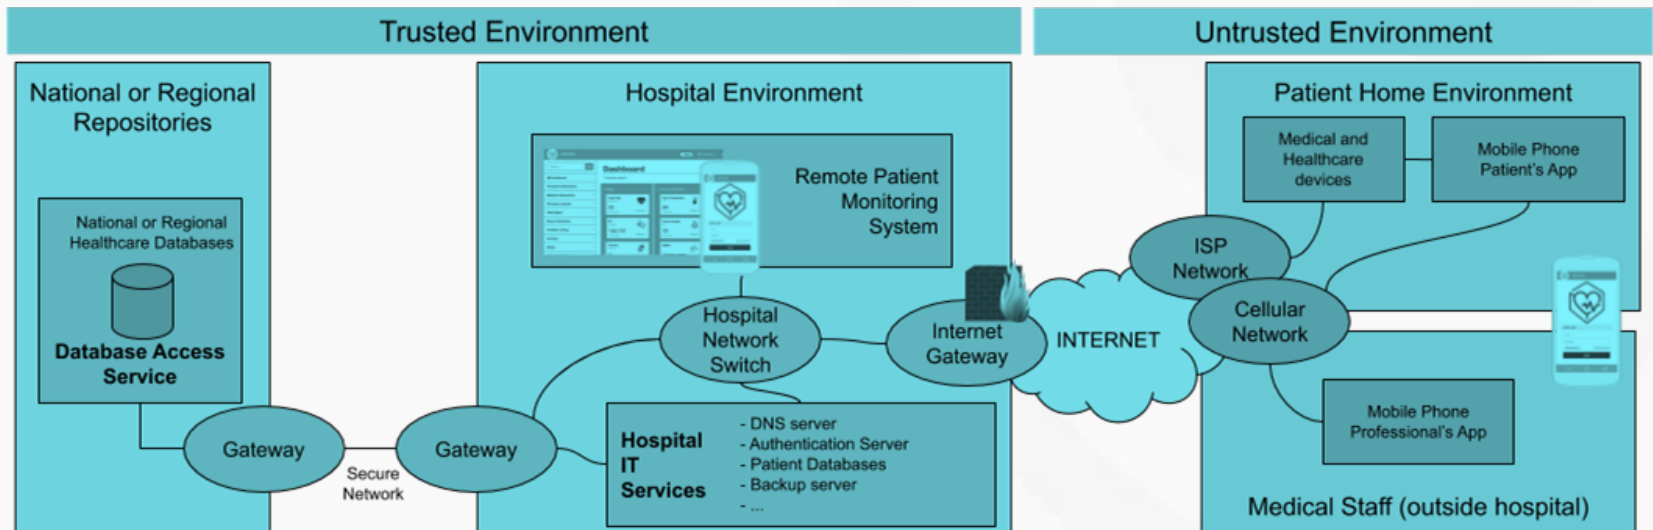 Trusted Environment
Untrusted Environment
National or Regional
Repositories
National or Regional
Healthcare Databases
Database Access
Service
Gateway
Secure
Network
Gateway
Hospital Environment
Dashboard
Remote Patient
Monitoring
System
Hospital
Network
Switch
Internet
Gateway
Hospital
IT
Services
- DNS server
- Authentication Server
- Patient Databases
- Backup server
- ...
INTERNET
Patient Home Environment
Medical and
Healthcare
devices
Mobile Phone
Patient's App
ISP
Network
Cellular
Network
Mobile Phone
Professional's App
Medical Staff (outside hospital)